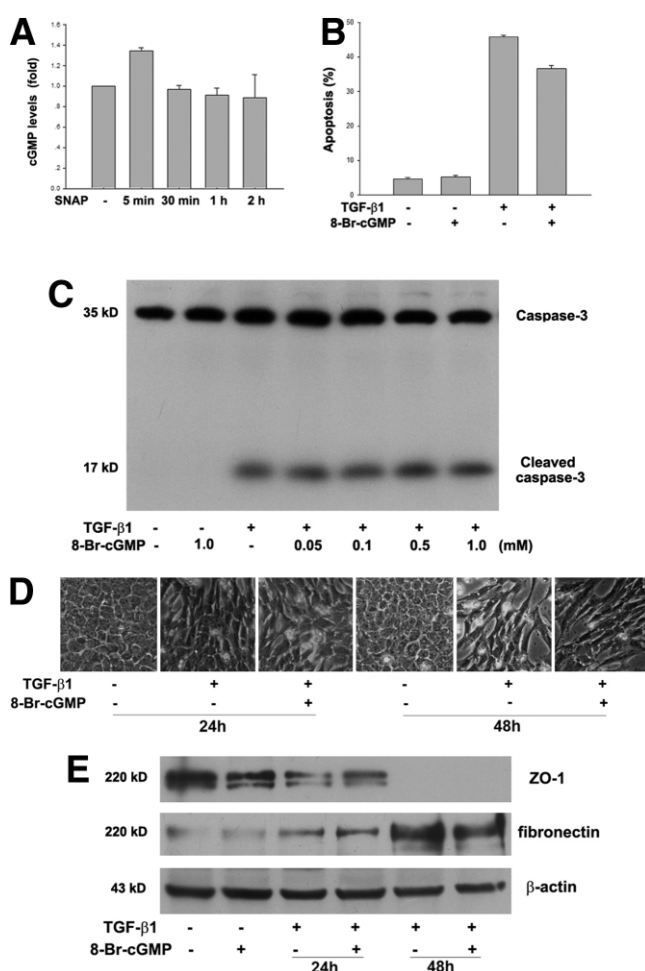 A
cGMP levels (fold)
1.6
1.4
1.2
1.0
.8
.6
.4
.2
0.0
SNAP - 5 min 30 min 1 h 2 h
B
Apoptosis (%)
50
40
30
20
10
0
TGF-β1 - - + +
8-Br-cGMP - + - +
C
35 kD Caspase-3
17 kD Cleaved
caspase-3
TGF-β1 - - + + + + +
8-Br-cGMP - 1.0 - 0.05 0.1 0.5 1.0 (mM)
D
TGF-β1 - + + - + +
8-Br-cGMP - - + - - +
24h 48h
E
220 kD ZO-1
220 kD fibronectin
43 kD β-actin
TGF-β1 - - + + + +
8-Br-cGMP - + - + - +
24h 48h